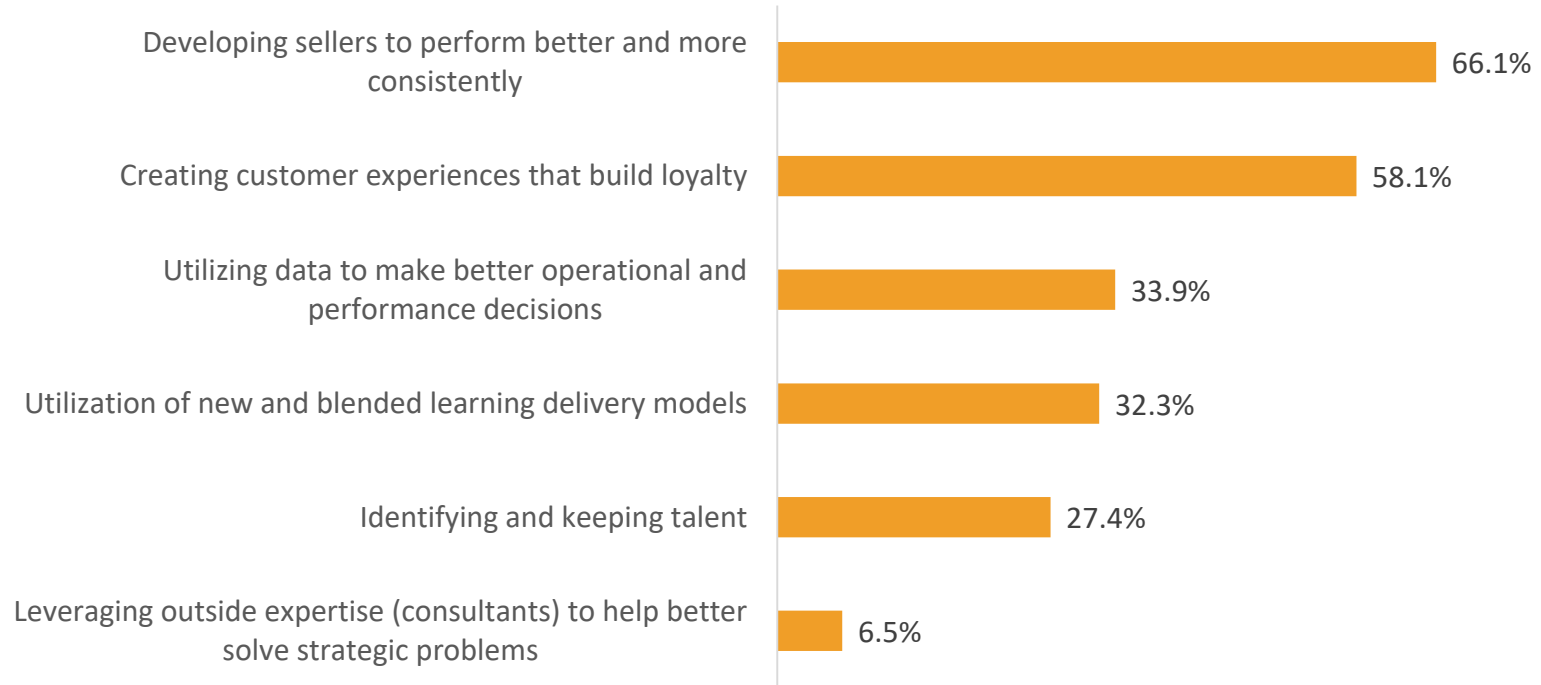 Developing sellers to perform better and more
consistently
66.1%
Creating customer experiences that build loyalty
58.1%
Utilizing data to make better operational and
performance decisions
33.9%
Utilization of new and blended learning delivery models
32.3%
Identifying and keeping talent
27.4%
Leveraging outside expertise (consultants) to help better
solve strategic problems
6.5%